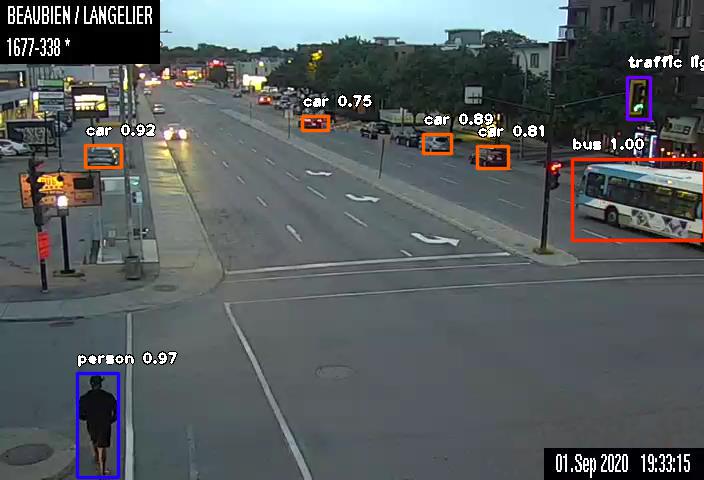 BEAUBIEN / LANGELIER
1677-338 *
traffic lig
car 0.75
car 0.89
car 0.92
car 0.81
bus 1.00
person 0.97
01.Sep 2020 19:33:15